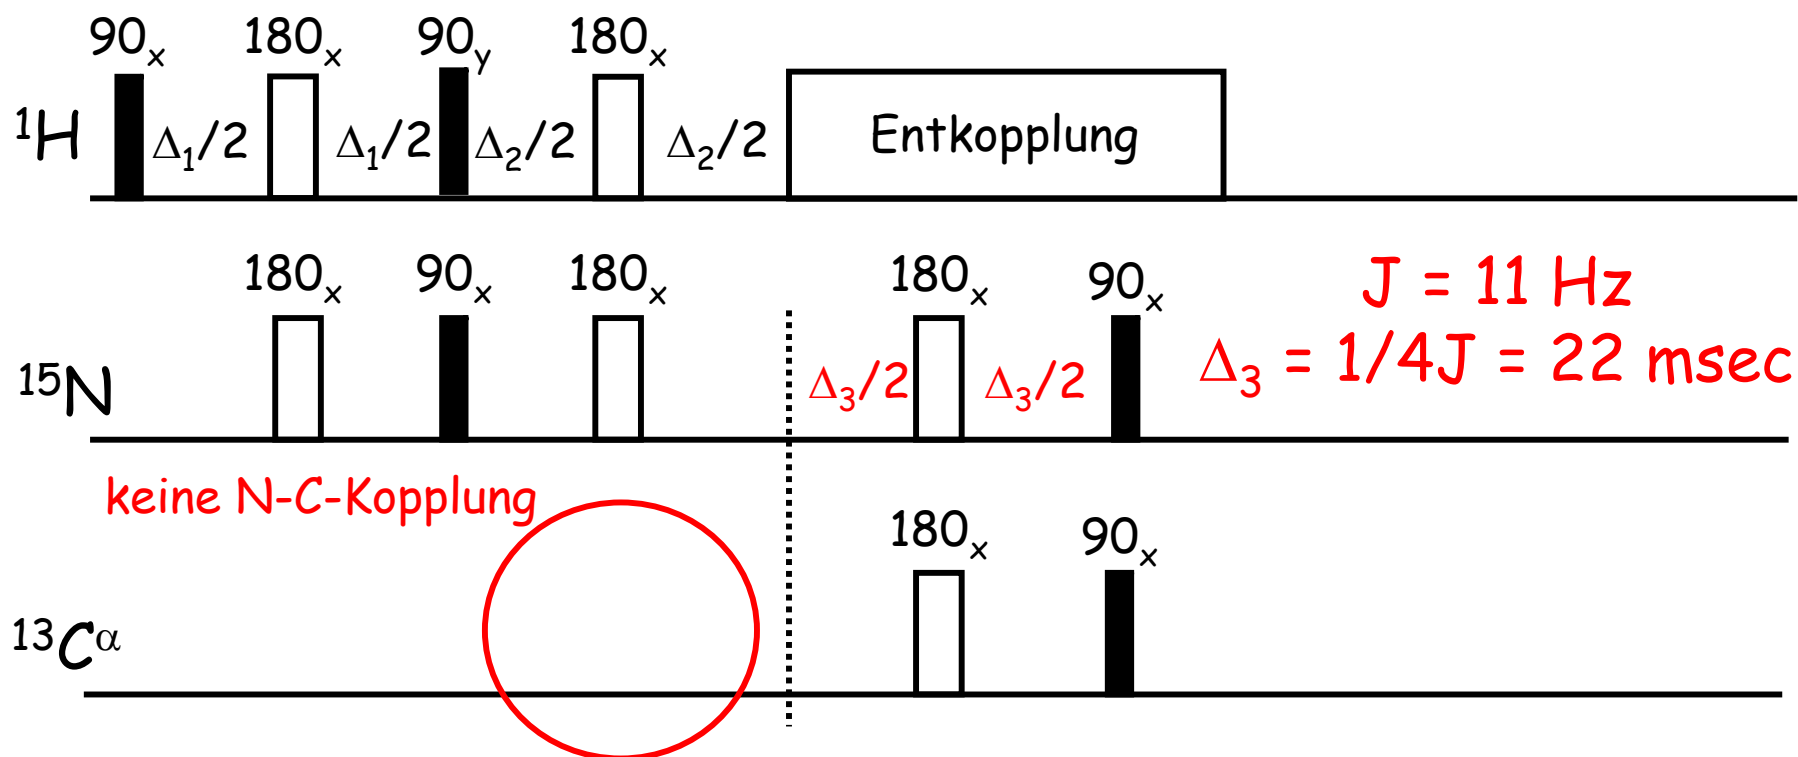 90x 180x 90y 180x
1H Δ1/2 Δ1/2 Δ2/2 Δ2/2 Entkopplung
180x 90x 180x 180x 90x J = 11 Hz
15N Δ3/2 Δ3/2 Δ3 = 1/4J = 22 msec
keine N-C-Kopplung
180x 90x
13Cα